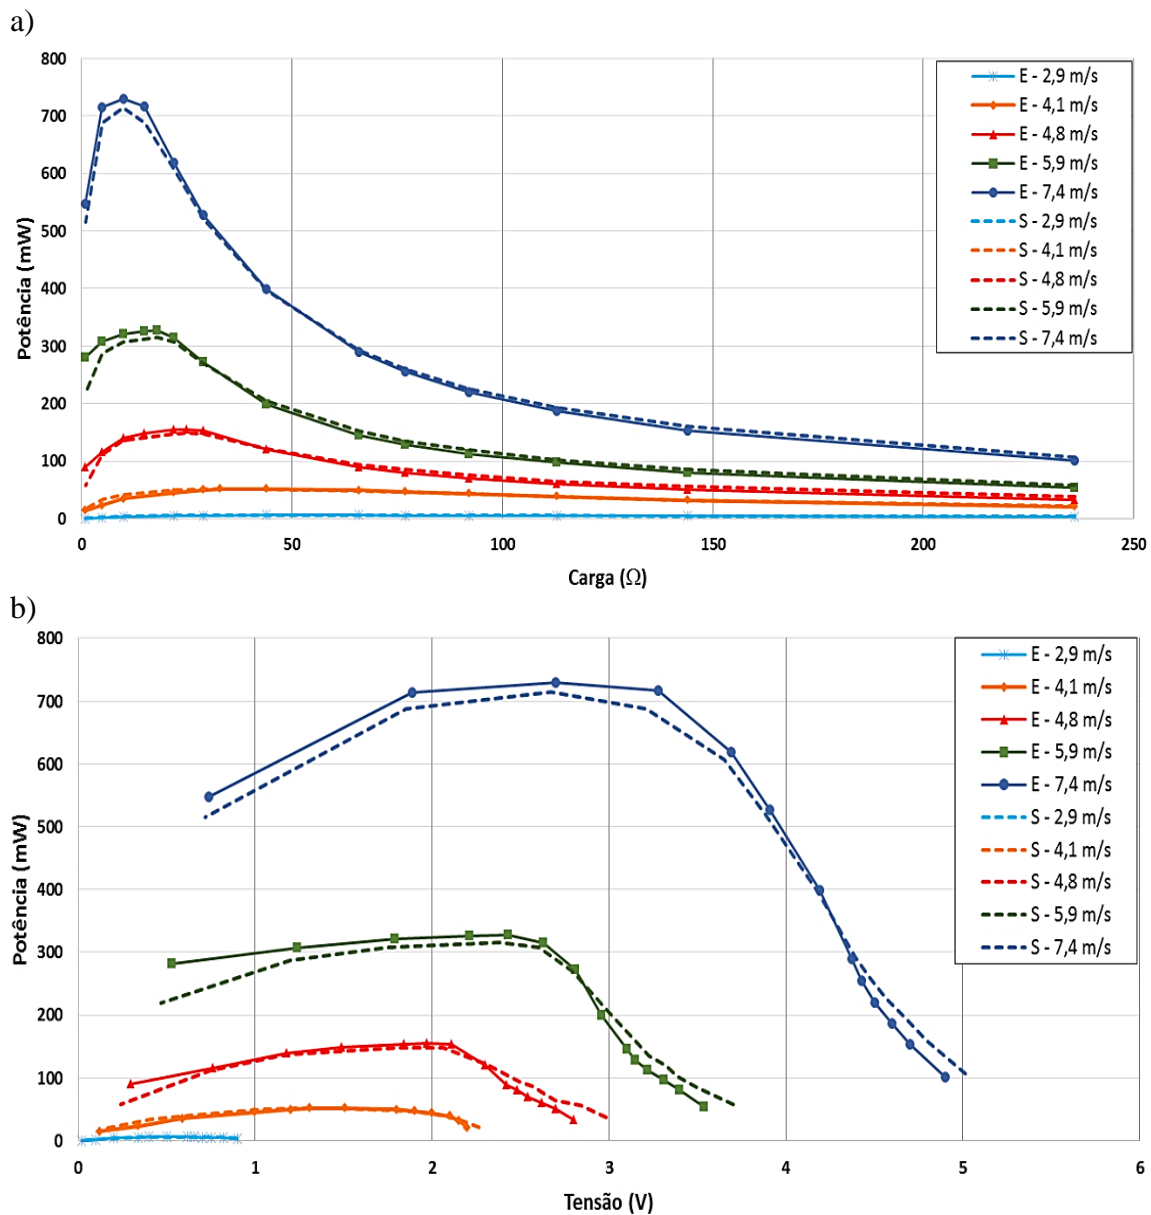 a)
800
700
600
500
400
300
200
100
0
Potência (mW)
0 50 100 150 200 250
Carga (Ω)
E - 2,9 m/s
E - 4,1 m/s
E - 4,8 m/s
E - 5,9 m/s
E - 7,4 m/s
S - 2,9 m/s
S - 4,1 m/s
S - 4,8 m/s
S - 5,9 m/s
S - 7,4 m/s
b)
800
700
600
500
400
300
200
100
0
Potência (mW)
0 1 2 3 4 5 6
Tensão (V)
E - 2,9 m/s
E - 4,1 m/s
E - 4,8 m/s
E - 5,9 m/s
E - 7,4 m/s
S - 2,9 m/s
S - 4,1 m/s
S - 4,8 m/s
S - 5,9 m/s
S - 7,4 m/s